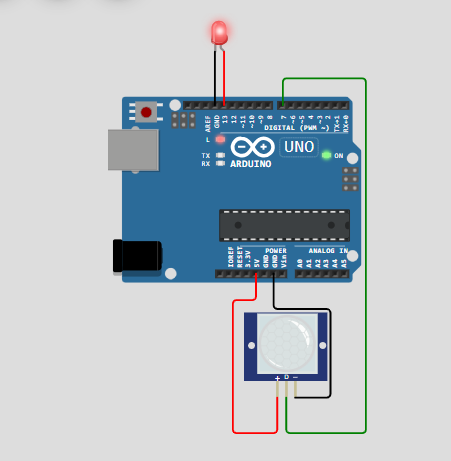 AREF
GND
13
12
~11
~10
~9
8
7
~6
~5
4
~3
2
TX→1
RX←0
DIGITAL (PWM ~)
L
TX
RX
UNO
ARDUINO
ON
IOREF
RESET
3.3V
5V
GND
GND
Vin
POWER
ANALOG IN
A0
A1
A2
A3
A4
A5
+ D -